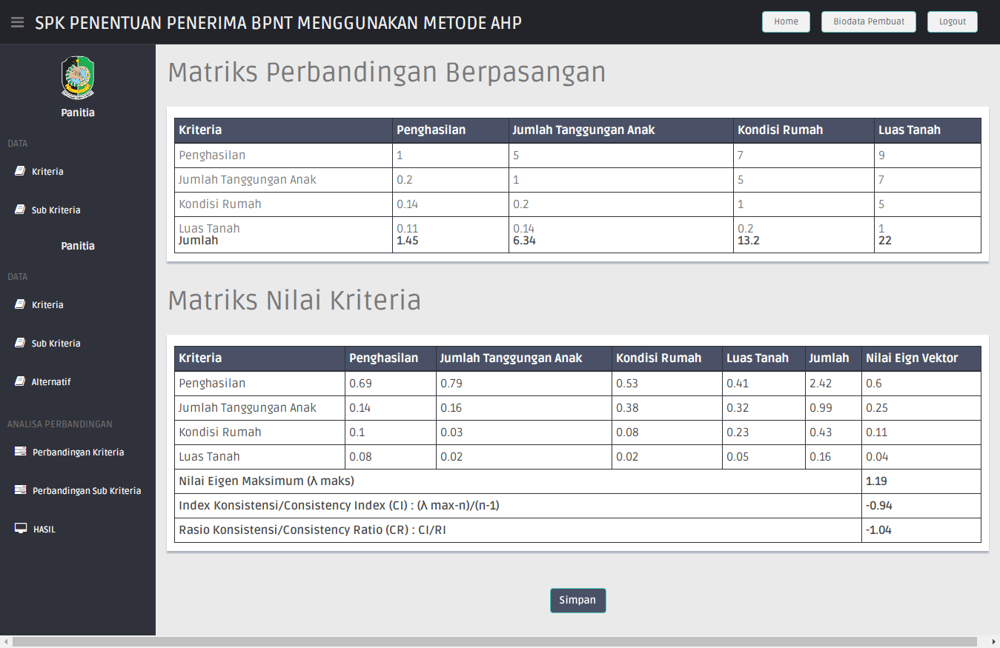 SPK PENENTUAN PENERIMA BPNT MENGGUNAKAN METODE AHP
Home
Biodata Pembuat
Logout
Panitia
DATA
Kriteria
Sub Kriteria
Panitia
DATA
Kriteria
Sub Kriteria
Alternatif
ANALISA PERBANDINGAN
Perbandingan Kriteria
Perbandingan Sub Kriteria
HASIL
Matriks Perbandingan Berpasangan
Kriteria Penghasilan Jumlah Tanggungan Anak Kondisi Rumah Luas Tanah
Penghasilan 1 5 7 9
Jumlah Tanggungan Anak 0.2 1 5 7
Kondisi Rumah 0.14 0.2 1 5
Luas Tanah 0.11 0.14 0.2 1
Jumlah 1.45 6.34 13.2 22
Matriks Nilai Kriteria
Kriteria Penghasilan Jumlah Tanggungan Anak Kondisi Rumah Luas Tanah Jumlah Nilai Eign Vektor
Penghasilan 0.69 0.79 0.53 0.41 2.42 0.6
Jumlah Tanggungan Anak 0.14 0.16 0.38 0.32 0.99 0.25
Kondisi Rumah 0.1 0.03 0.08 0.23 0.43 0.11
Luas Tanah 0.08 0.02 0.02 0.05 0.16 0.04
Nilai Eigen Maksimum (λ maks) 1.19
Index Konsistensi/Consistency Index (CI) : (λ max-n)/(n-1) -0.94
Rasio Konsistensi/Consistency Ratio (CR) : CI/RI -1.04
Simpan